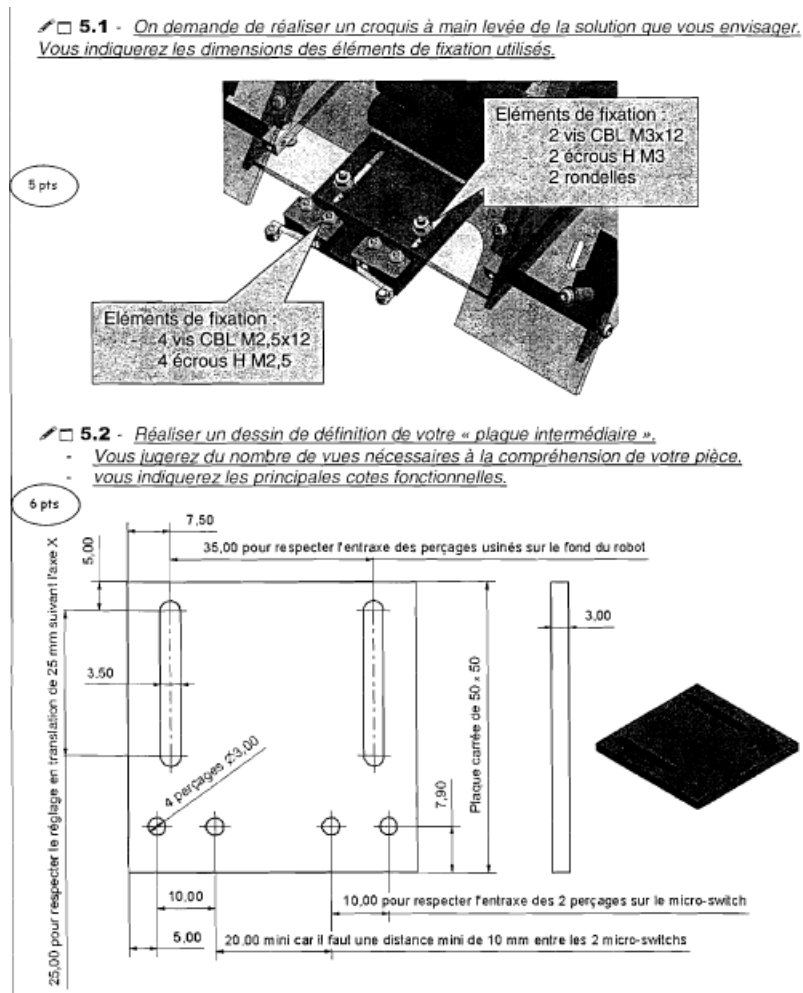 5.1 - On demande de réaliser un croquis à main levée de la solution que vous envisager.
Vous indiquerez les dimensions des éléments de fixation utilisés.
Eléments de fixation :
- 2 vis CBL M3x12
- 2 écrous H M3
- 2 rondelles
5 pts
Eléments de fixation :
- 4 vis CBL M2,5x12
- 4 écrous H M2,5
5.2 - Réaliser un dessin de définition de votre « plaque intermédiaire ».
- Vous jugerez du nombre de vues nécessaires à la compréhension de votre pièce.
- vous indiquerez les principales cotes fonctionnelles.
6 pts
7,50
35,00 pour respecter l'entraxe des perçages usinés sur le fond du robot
5,00
25,00 pour respecter le réglage en translation de 25 mm suivant l'axe X
3,00
3.50
Plaque carrée de 50 x 50
4 perçages ∅3,00
7,90
10,00
10,00 pour respecter l'entraxe des 2 perçages sur le micro-switch
5,00
20,00 mini car il faut une distance mini de 10 mm entre les 2 micro-switchs